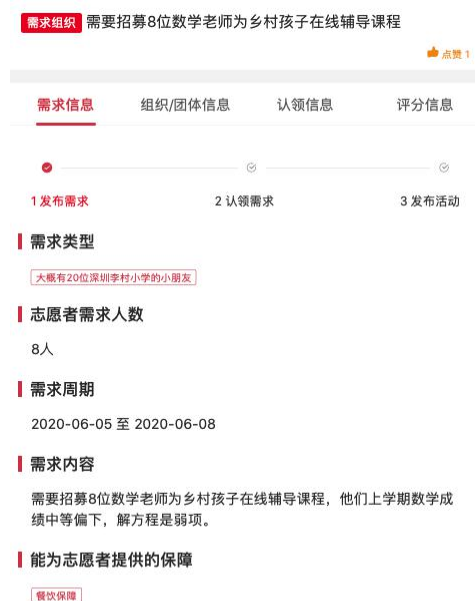 需求组织 需要招募8位数学老师为乡村孩子在线辅导课程
点赞 1
需求信息 组织/团体信息 认领信息 评分信息
1 发布需求 2 认领需求 3 发布活动
需求类型
大概有20位深圳李村小学的小朋友
志愿者需求人数
8人
需求周期
2020-06-05 至 2020-06-08
需求内容
需要招募8位数学老师为乡村孩子在线辅导课程，他们上学期数学成
绩中等偏下，解方程是弱项。
能为志愿者提供的保障
餐饮保障